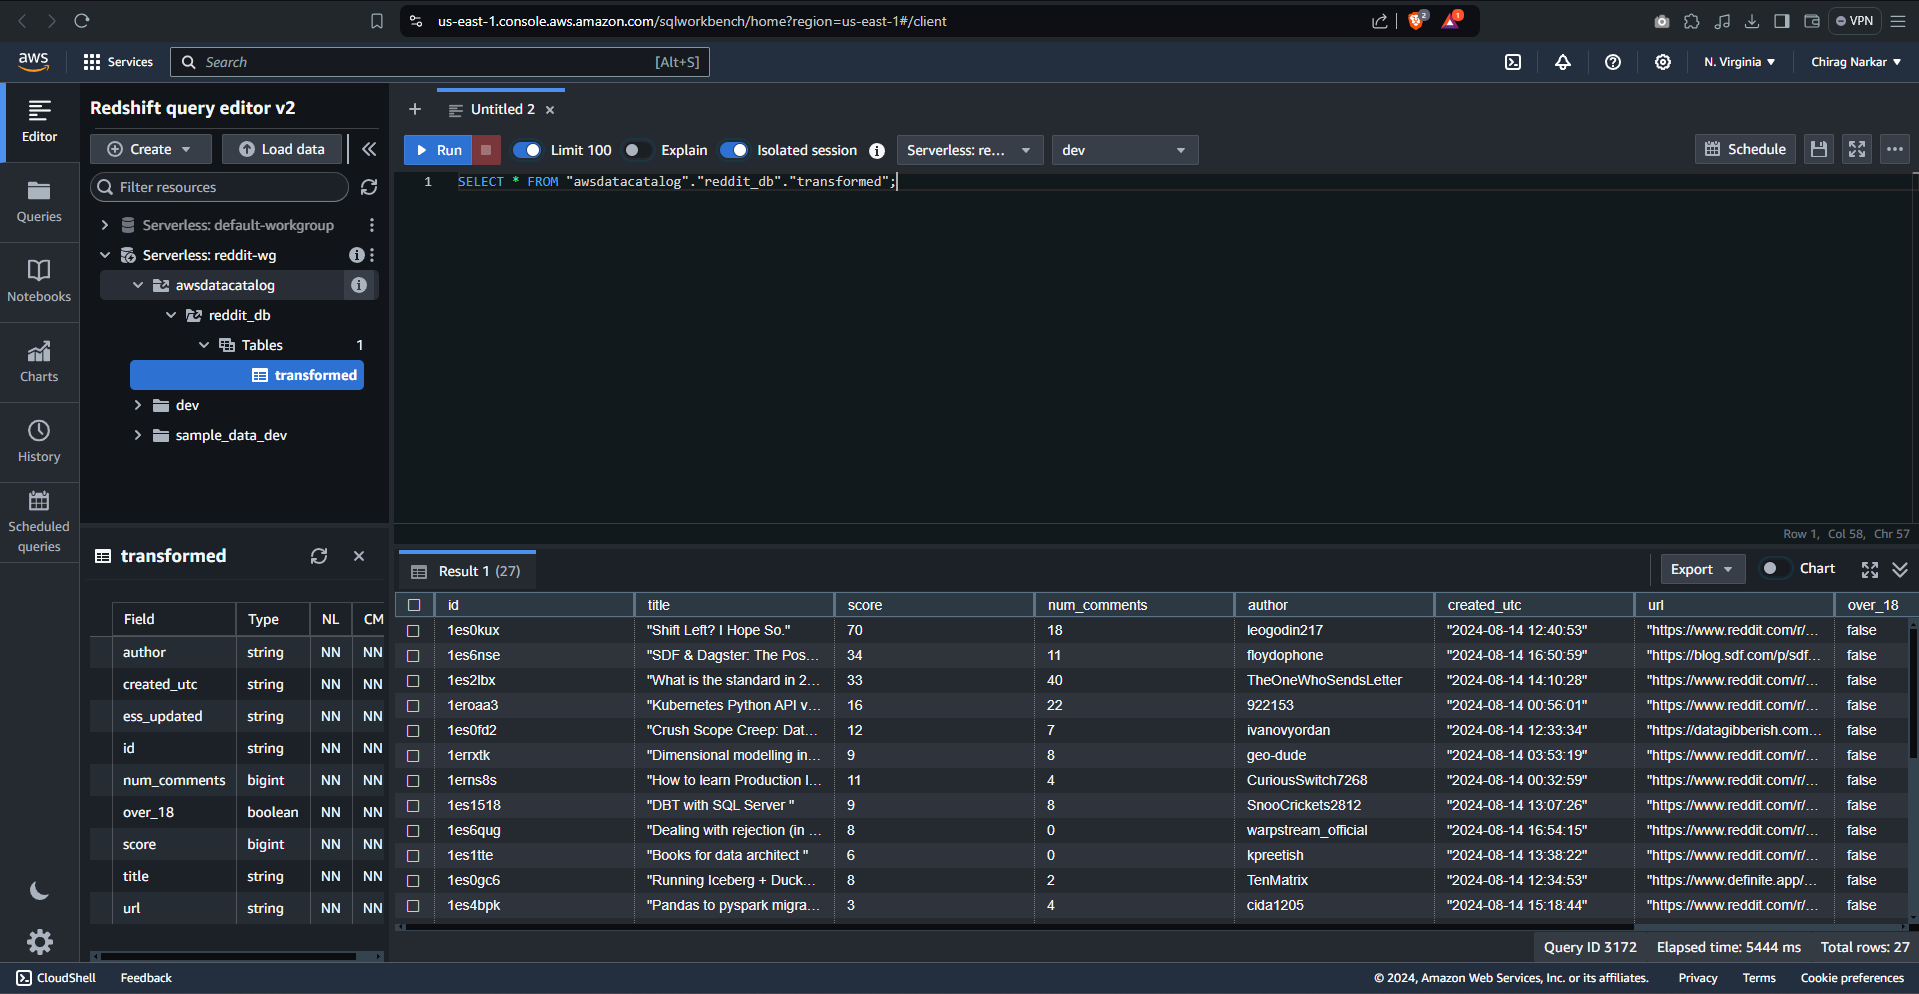 us-east-1.console.aws.amazon.com/sqlworkbench/home?region=us-east-1#/client
2
1
VPN
aws
Services
Search
[Alt+S]
N. Virginia
Chirag Narkar
Editor
Queries
Notebooks
Charts
History
Scheduled
queries
Redshift query editor v2
Create
Load data
Filter resources
Serverless: default-workgroup
Serverless: reddit-wg
awsdatacatalog
reddit_db
Tables 1
transformed
dev
sample_data_dev
transformed
Field Type NL CM
author string NN NN
created_utc string NN NN
ess_updated string NN NN
id string NN NN
num_comments bigint NN NN
over_18 boolean NN NN
score bigint NN NN
title string NN NN
url string NN NN
Untitled 2
Run
Limit 100
Explain
Isolated session
Serverless: re...
dev
Schedule
1 SELECT * FROM "awsdatacatalog"."reddit_db"."transformed";
Row 1, Col 58, Chr 57
Result 1 (27)
Export
Chart
id title score num_comments author created_utc url over_18
1es0kux "Shift Left? I Hope So." 70 18 leogodin217 "2024-08-14 12:40:53" "https://www.reddit.com/r/... false
1es6nse "SDF & Dagster: The Pos... 34 11 floydophone "2024-08-14 16:50:59" "https://blog.sdf.com/p/sdf... false
1es2lbx "What is the standard in 2... 33 40 TheOneWhoSendsLetter "2024-08-14 14:10:28" "https://www.reddit.com/r/... false
1eroaa3 "Kubernetes Python API v... 16 22 922153 "2024-08-14 00:56:01" "https://www.reddit.com/r/... false
1es0fd2 "Crush Scope Creep: Dat... 12 7 ivanovyordan "2024-08-14 12:33:34" "https://datagibberish.com... false
1errxtk "Dimensional modelling in... 9 8 geo-dude "2024-08-14 03:53:19" "https://www.reddit.com/r/... false
1erns8s "How to learn Production I... 11 4 CuriousSwitch7268 "2024-08-14 00:32:59" "https://www.reddit.com/r/... false
1es1518 "DBT with SQL Server " 9 8 SnooCrickets2812 "2024-08-14 13:07:26" "https://www.reddit.com/r/... false
1es6qug "Dealing with rejection (in ... 8 0 warpstream_official "2024-08-14 16:54:15" "https://www.reddit.com/r/... false
1es1tte "Books for data architect " 6 0 kpreetish "2024-08-14 13:38:22" "https://www.reddit.com/r/... false
1es0gc6 "Running Iceberg + Duck... 8 2 TenMatrix "2024-08-14 12:34:53" "https://www.definite.app/... false
1es4bpk "Pandas to pyspark migra... 3 4 cida1205 "2024-08-14 15:18:44" "https://www.reddit.com/r/... false
Query ID 3172 Elapsed time: 5444 ms Total rows: 27
CloudShell
Feedback
© 2024, Amazon Web Services, Inc. or its affiliates.
Privacy
Terms
Cookie preferences